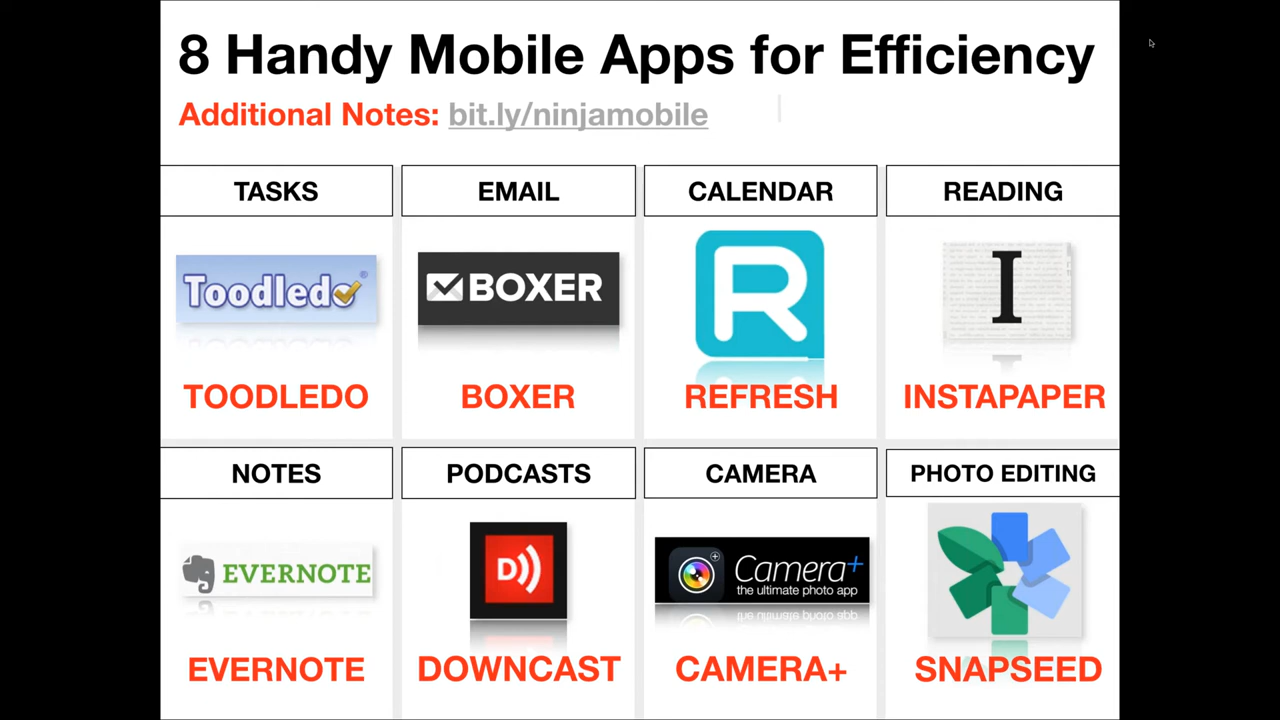 8 Handy Mobile Apps for Efficiency
Additional Notes: bit.ly/ninjamobile
TASKS
EMAIL
CALENDAR
READING
Toodledo®
BOXER
R
I
TOODLEDO
BOXER
REFRESH
INSTAPAPER
NOTES
PODCASTS
CAMERA
PHOTO EDITING
EVERNOTE
D
Camera+
the ultimate photo app
EVERNOTE
DOWNCAST
CAMERA+
SNAPSEED